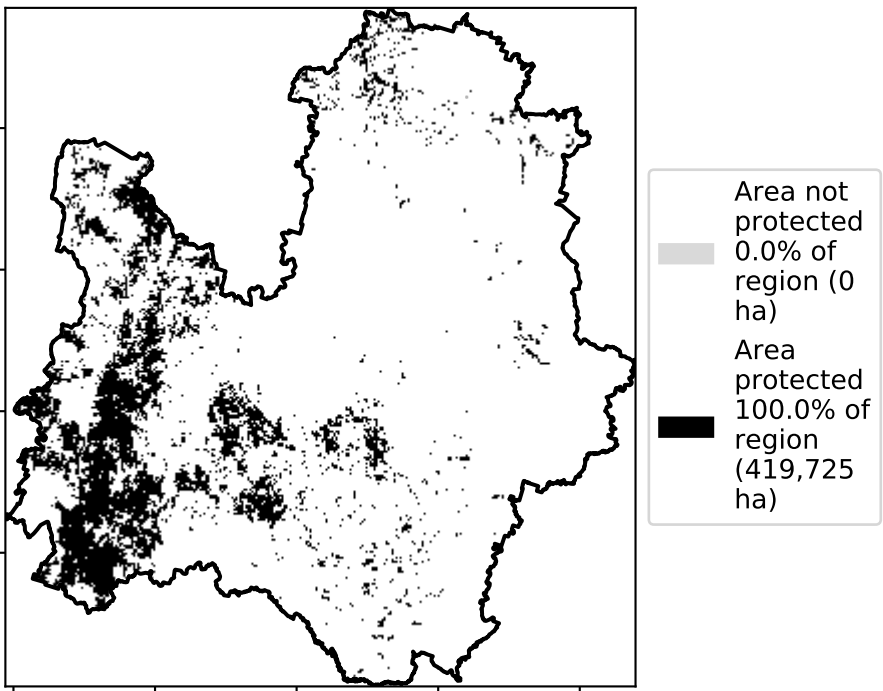 Area not
protected
0.0% of
region (0
ha)
Area
protected
100.0% of
region
(419,725
ha)